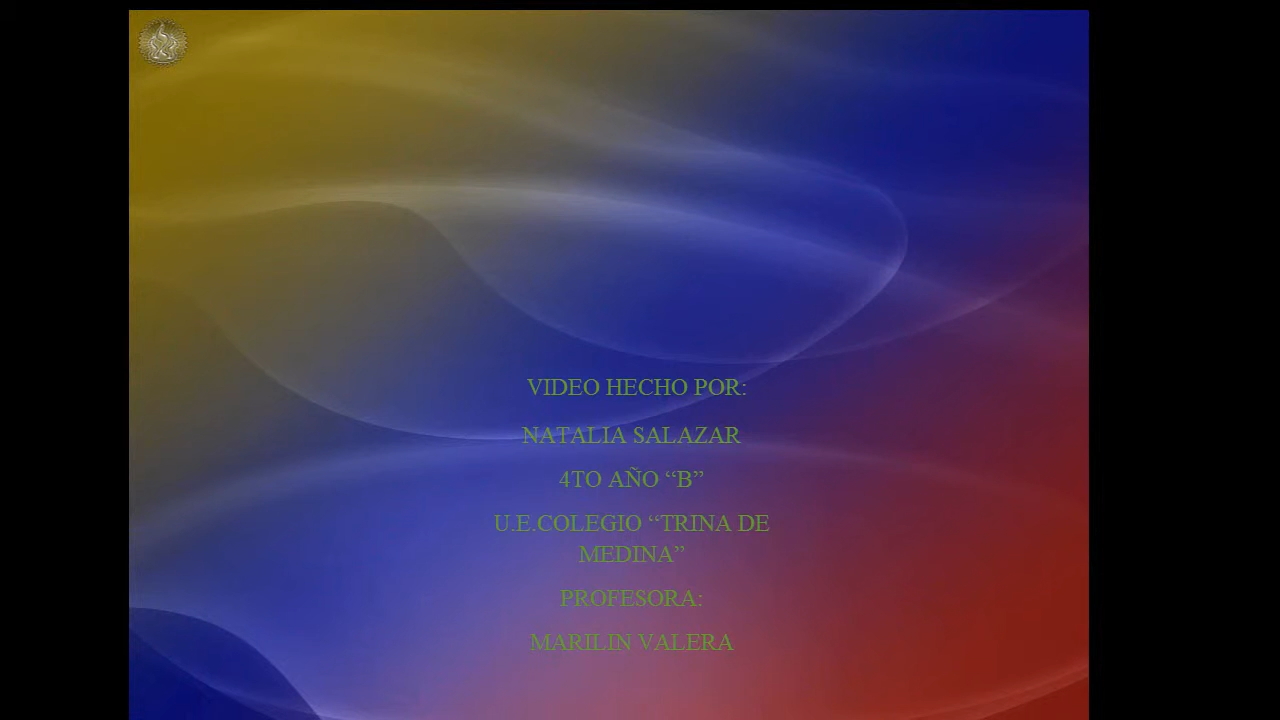 VIDEO HECHO POR:
NATALIA SALAZAR
4TO AÑO “B”
U.E.COLEGIO “TRINA DE
MEDINA”
PROFESORA:
MARILIN VALERA